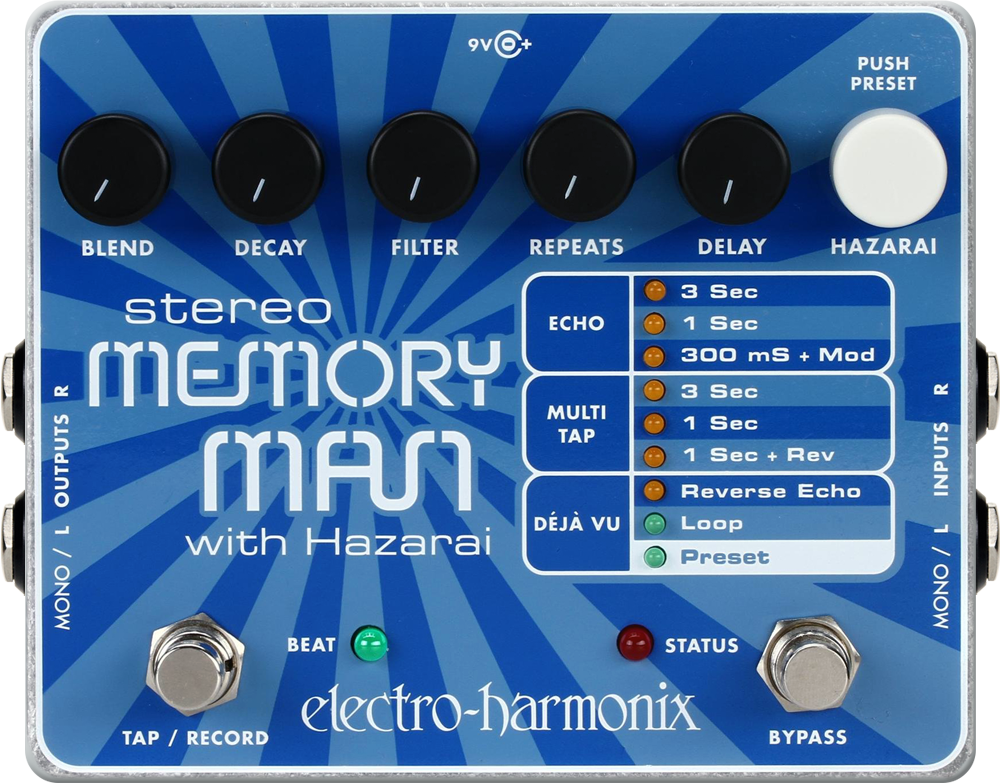 9V
PUSH
PRESET
BLEND DECAY FILTER REPEATS DELAY HAZARAI
stereo
MEMORY
MAN
with Hazarai
ECHO
3 Sec
1 Sec
300 mS + Mod
MULTI
TAP
3 Sec
1 Sec
1 Sec + Rev
DÉJÀ VU
Reverse Echo
Loop
Preset
MONO / L OUTPUTS R
MONO / L INPUTS R
BEAT
STATUS
electro-harmonix
TAP / RECORD
BYPASS